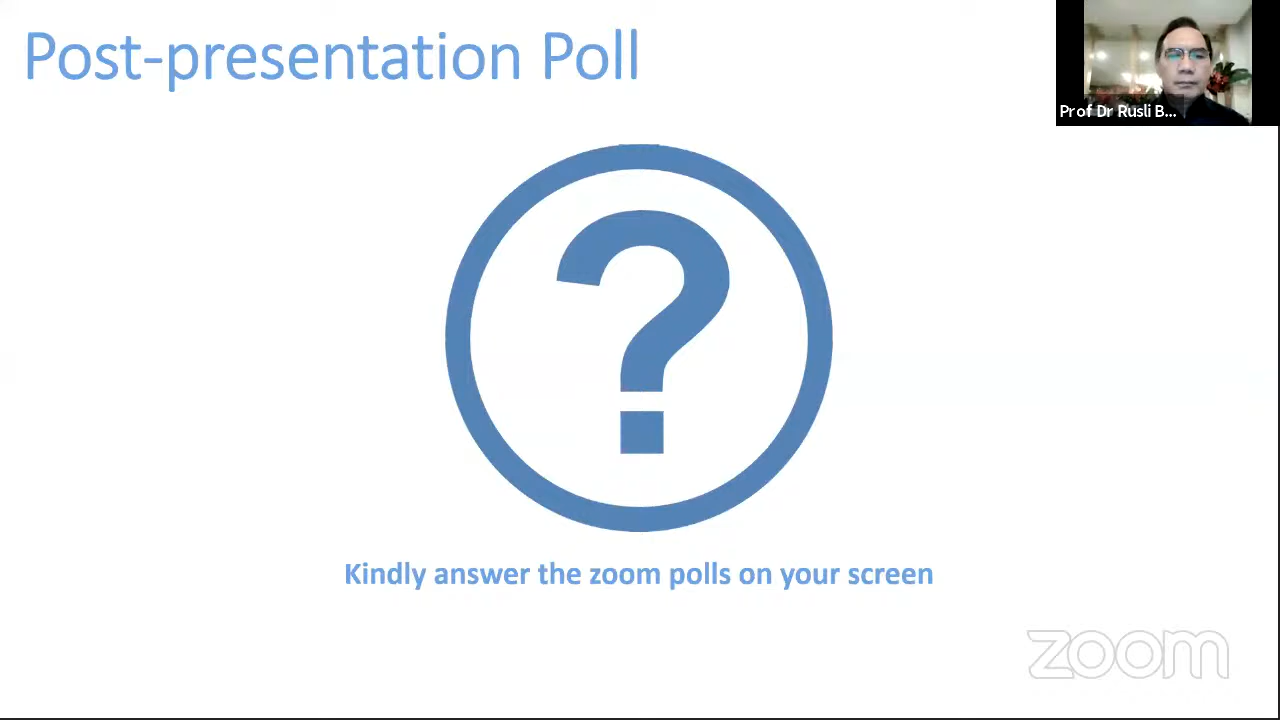 Post-presentation Poll
Prof Dr Rusli B...
?
Kindly answer the zoom polls on your screen
zoom